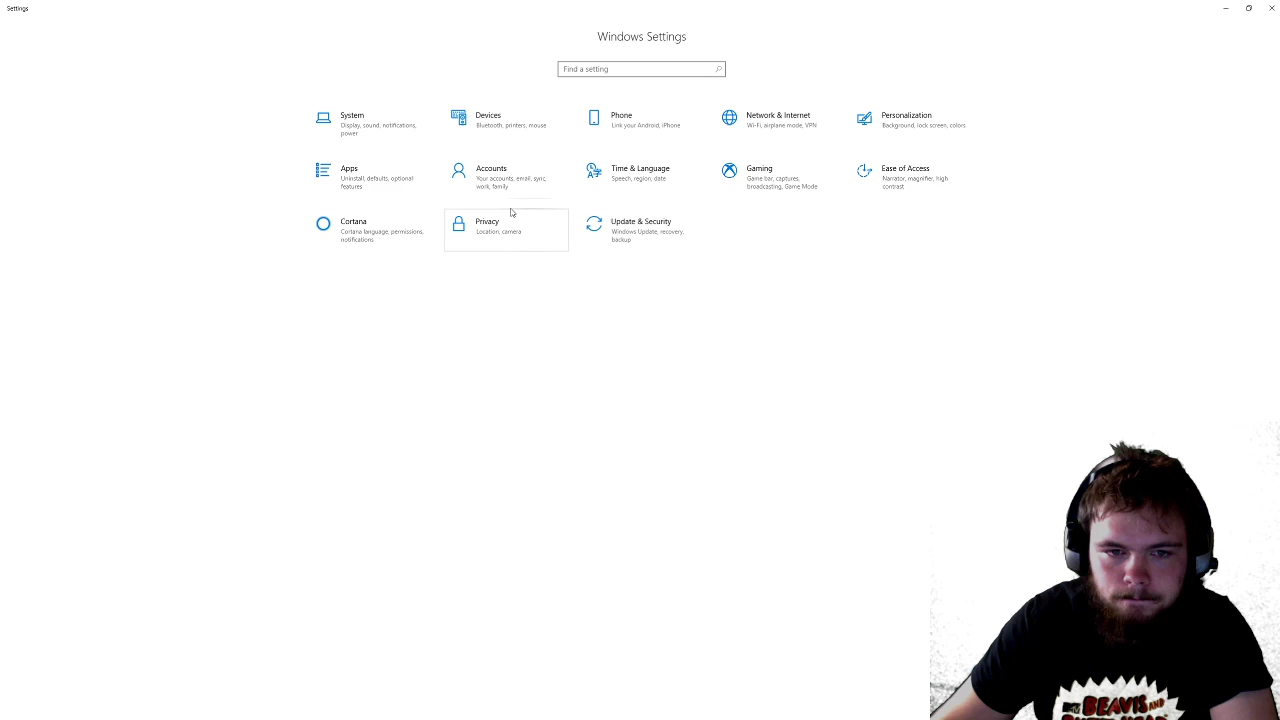 Settings
Windows Settings
Find a setting
System
Display, sound, notifications,
power
Devices
Bluetooth, printers, mouse
Phone
Link your Android, iPhone
Network & Internet
Wi-Fi, airplane mode, VPN
Personalization
Background, lock screen, colors
Apps
Uninstall, defaults, optional
features
Accounts
Your accounts, email, sync,
work, family
Time & Language
Speech, region, date
Gaming
Game bar, captures,
broadcasting, Game Mode
Ease of Access
Narrator, magnifier, high
contrast
Cortana
Cortana language, permissions,
notifications
Privacy
Location, camera
Update & Security
Windows Update, recovery,
backup
MTV BEAVIS AND